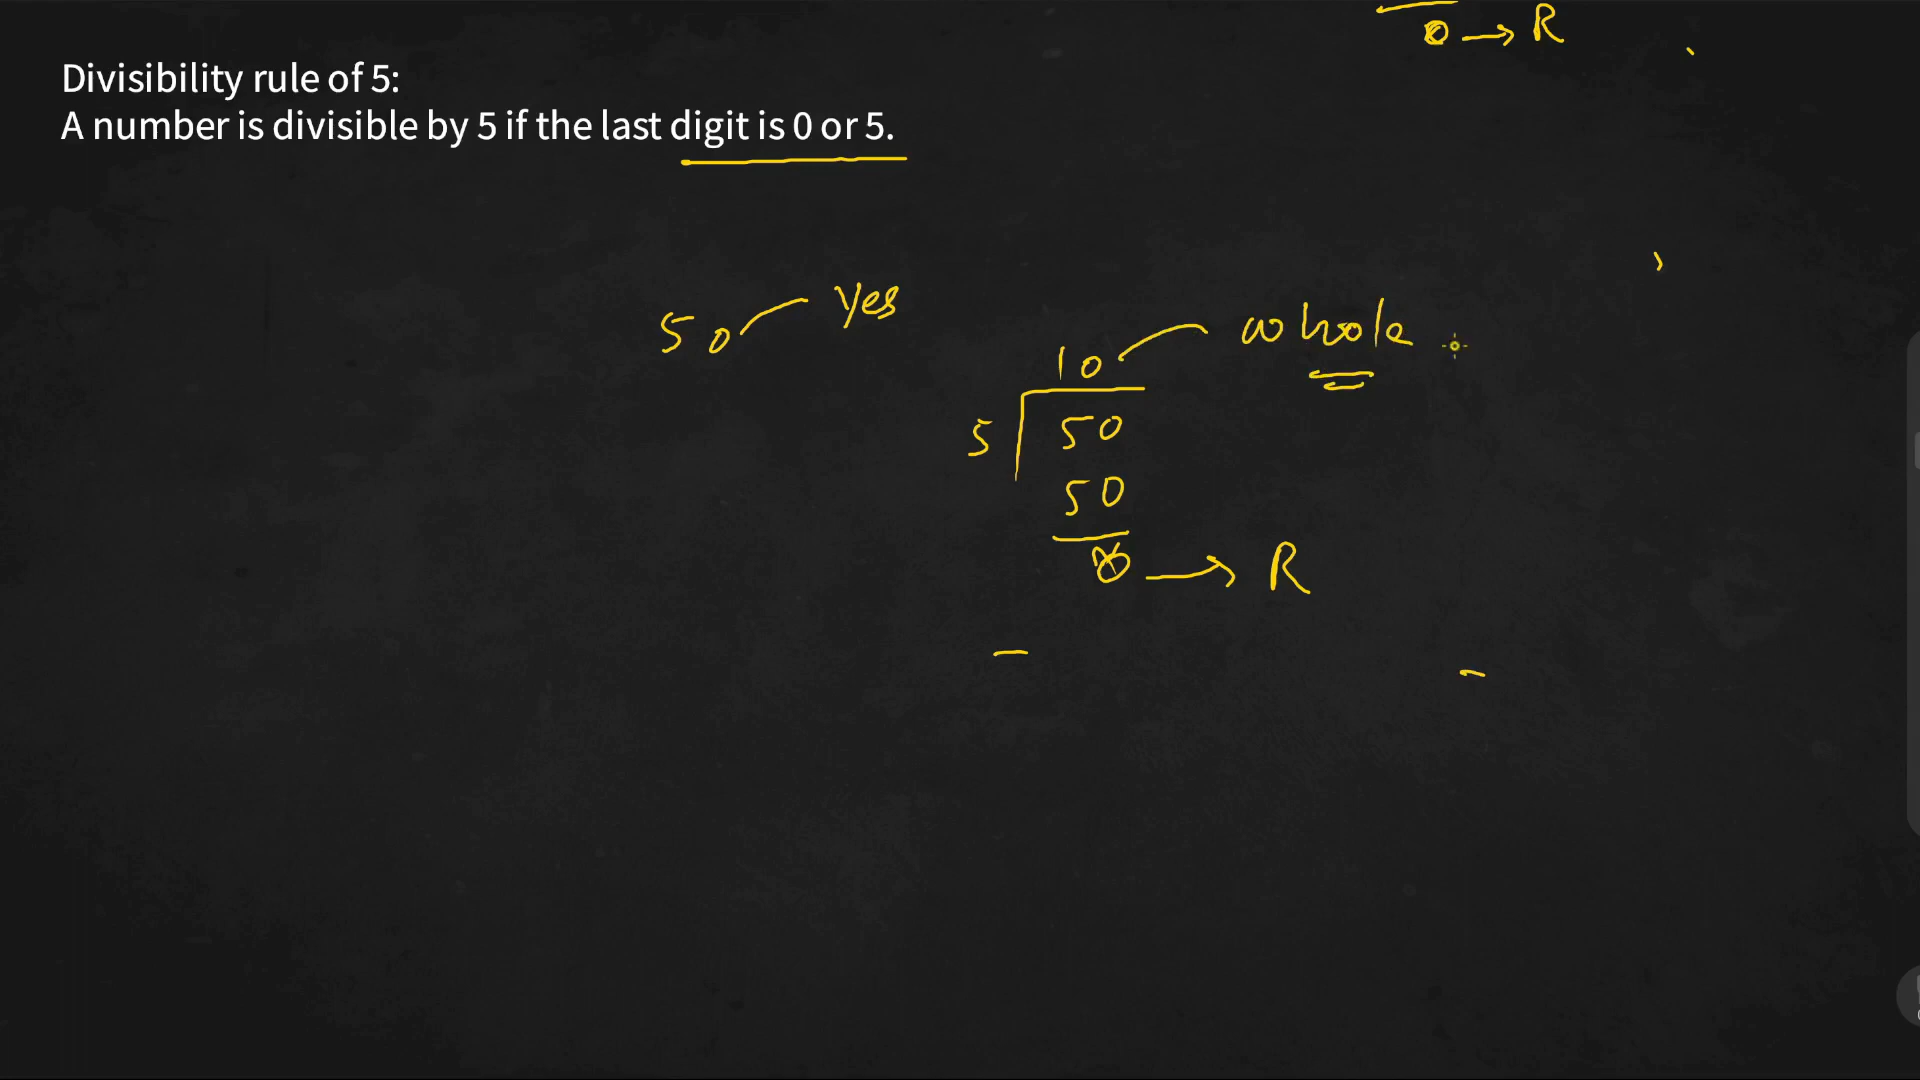 0 → R
Divisibility rule of 5:
A number is divisible by 5 if the last digit is 0 or 5.
50 Yes
10 whole
5 50
50
0 → R